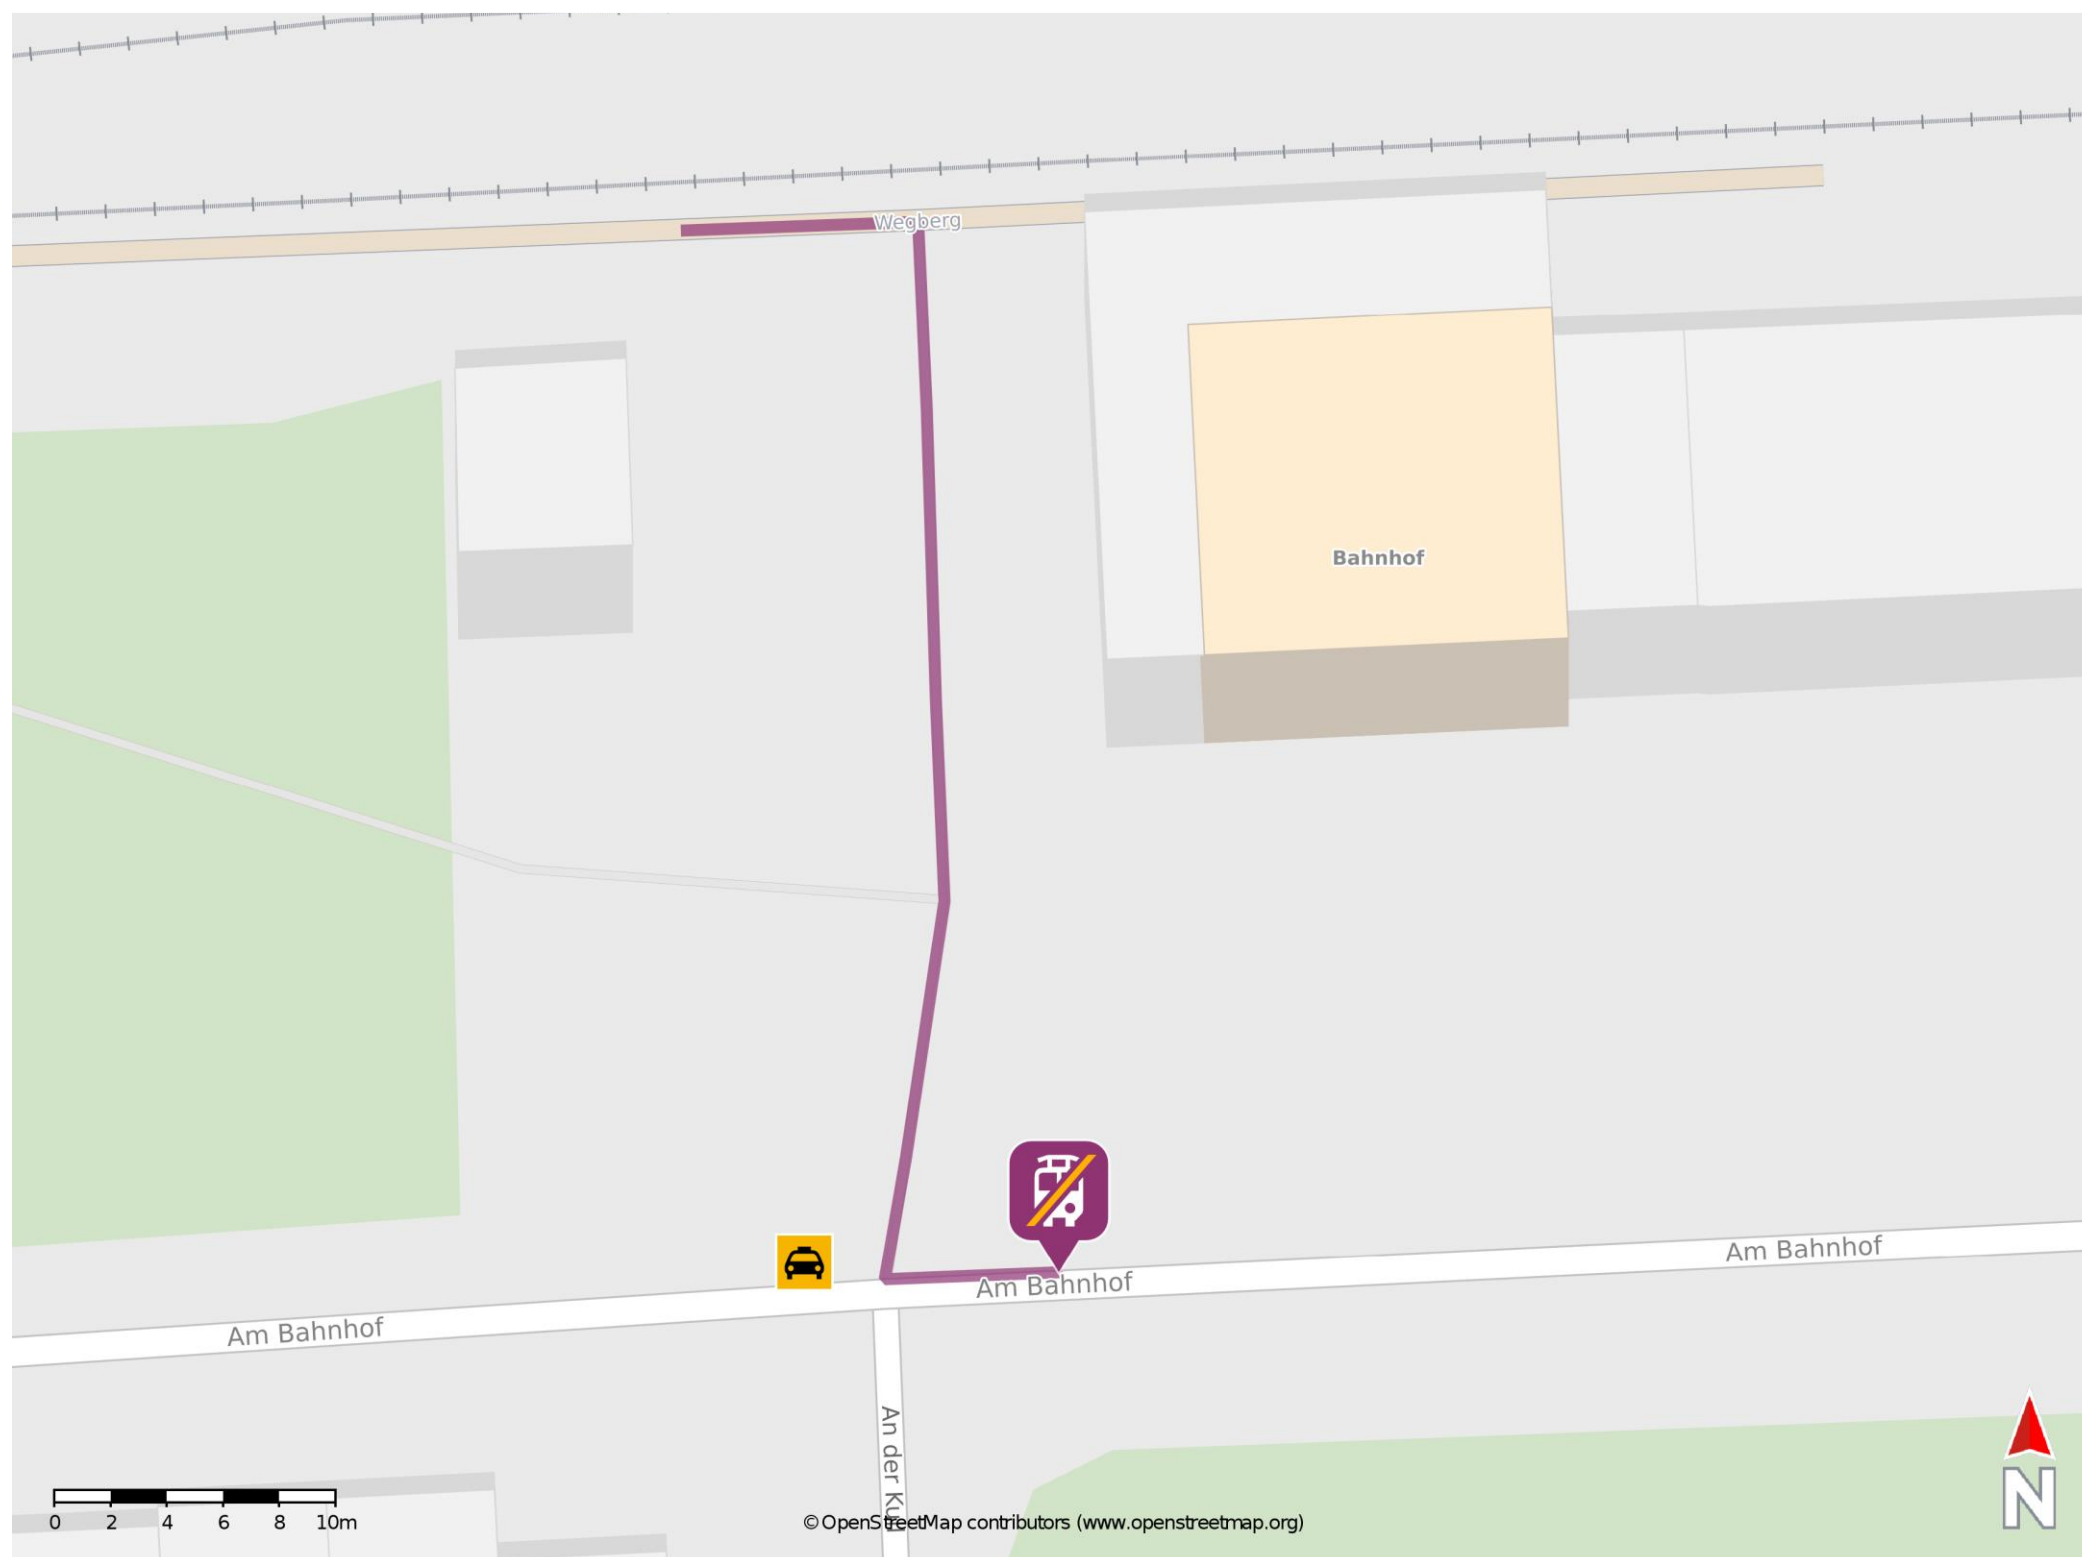 Wegberg
Bahnhof
Am Bahnhof
Am Bahnhof
Am Bahnhof
An der
0 2 4 6 8 10m
© OpenStreetMap contributors (www.openstreetmap.org)
N